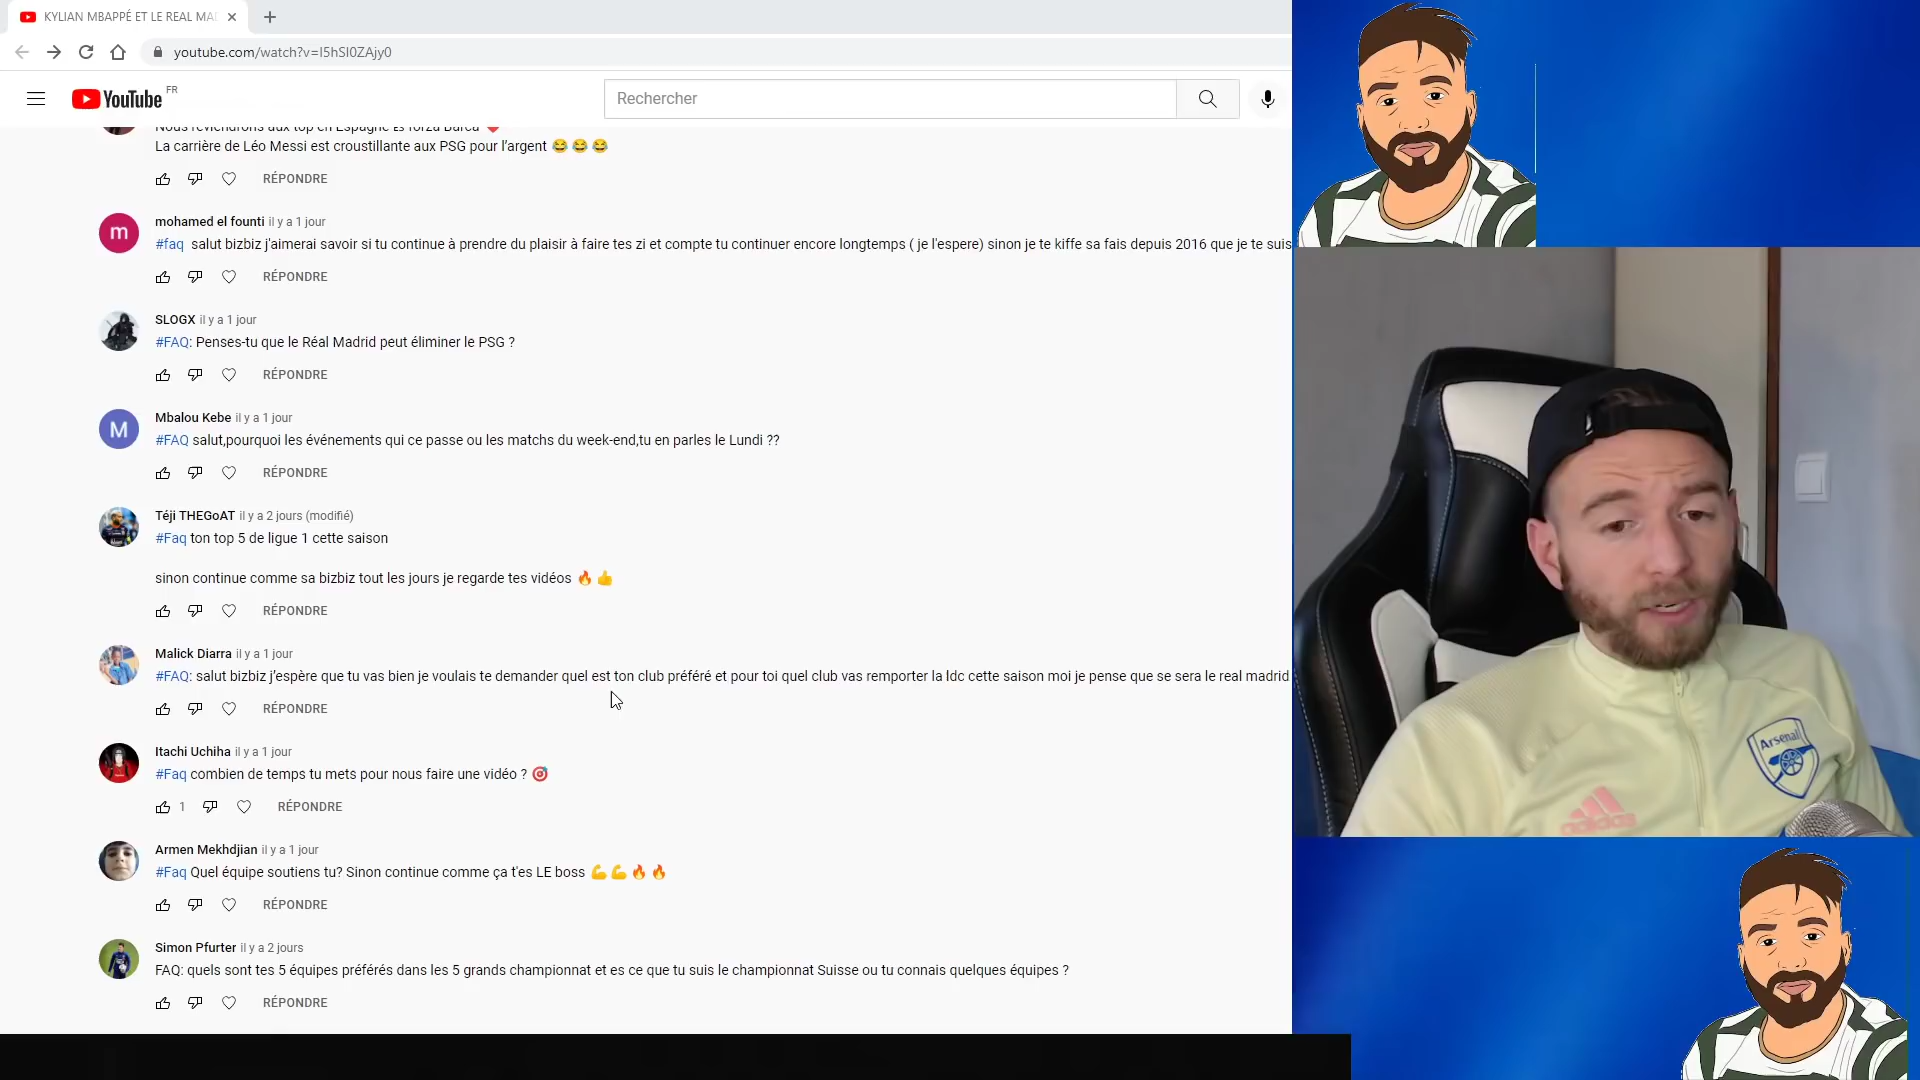 KYLIAN MBAPPÉ ET LE REAL MAD
youtube.com/watch?v=I5hSI0ZAjy0
YouTube FR
Rechercher
Nous reviendrons aux top en Espagne 🇪🇸 forza Barca ❤️
La carrière de Léo Messi est croustillante aux PSG pour l'argent 😂 😂 😂
RÉPONDRE
mohamed el founti il y a 1 jour
#faq salut bizbiz j'aimerai savoir si tu continue à prendre du plaisir à faire tes zi et compte tu continuer encore longtemps ( je l'espere) sinon je te kiffe sa fais depuis 2016 que je te suis
RÉPONDRE
SLOGX il y a 1 jour
#FAQ: Penses-tu que le Réal Madrid peut éliminer le PSG ?
RÉPONDRE
M
Mbalou Kebe il y a 1 jour
#FAQ salut,pourquoi les événements qui ce passe ou les matchs du week-end,tu en parles le Lundi ??
RÉPONDRE
Téji THEGoAT il y a 2 jours (modifié)
#Faq ton top 5 de ligue 1 cette saison
sinon continue comme sa bizbiz tout les jours je regarde tes vidéos 🔥 👍
RÉPONDRE
Malick Diarra il y a 1 jour
#FAQ: salut bizbiz j'espère que tu vas bien je voulais te demander quel est ton club préféré et pour toi quel club vas remporter la ldc cette saison moi je pense que se sera le real madrid
RÉPONDRE
Itachi Uchiha il y a 1 jour
#Faq combien de temps tu mets pour nous faire une vidéo ? 🎯
1 RÉPONDRE
Armen Mekhdjian il y a 1 jour
#Faq Quel équipe soutiens tu? Sinon continue comme ça t'es LE boss 💪 💪 🔥 🔥
RÉPONDRE
Simon Pfurter il y a 2 jours
FAQ: quels sont tes 5 équipes préférés dans les 5 grands championnat et es ce que tu suis le championnat Suisse ou tu connais quelques équipes ?
RÉPONDRE
Arsenal
adidas